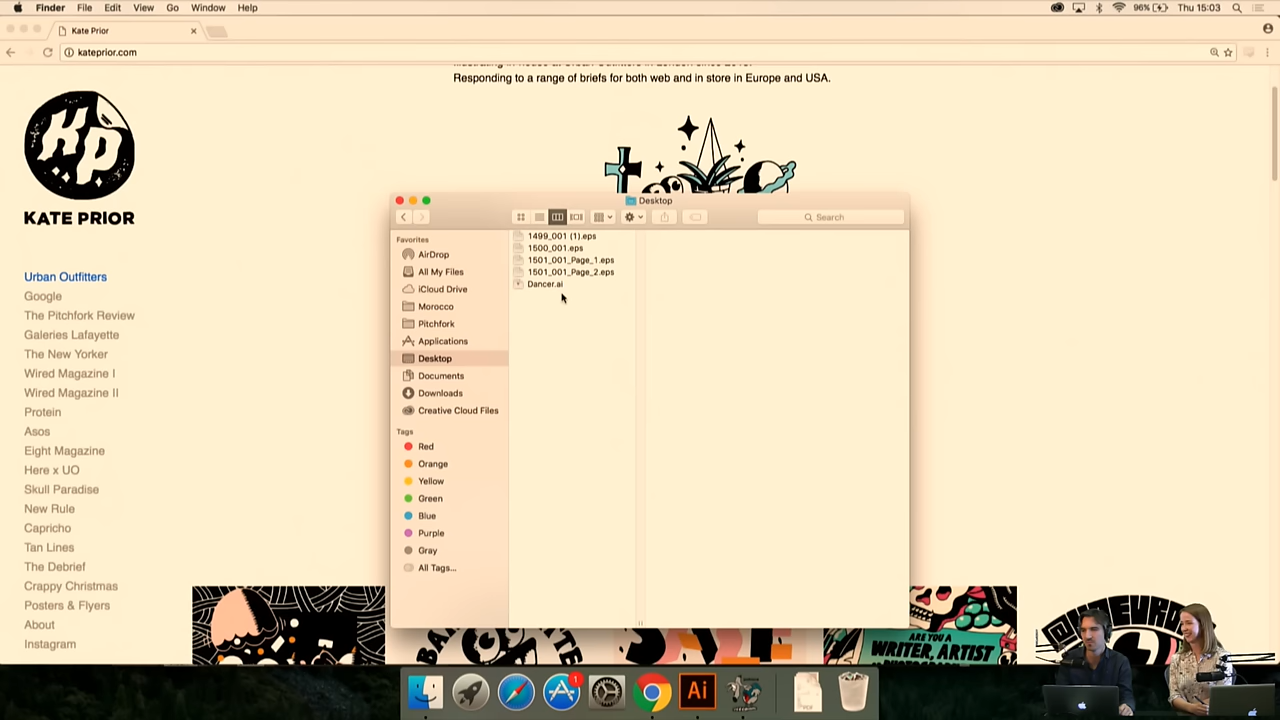 Finder File Edit View Go Window Help
96% Thu 15:03
Kate Prior
kateprior.com
Responding to a range of briefs for both web and in store in Europe and USA.
KP
KATE PRIOR
Urban Outfitters
Google
The Pitchfork Review
Galeries Lafayette
The New Yorker
Wired Magazine I
Wired Magazine II
Protein
Asos
Eight Magazine
Here x UO
Skull Paradise
New Rule
Capricho
Tan Lines
The Debrief
Crappy Christmas
Posters & Flyers
About
Instagram
Desktop
Search
Favorites
AirDrop
All My Files
iCloud Drive
Morocco
Pitchfork
Applications
Desktop
Documents
Downloads
Creative Cloud Files
Tags
Red
Orange
Yellow
Green
Blue
Purple
Gray
All Tags...
1499_001 (1).eps
1500_001.eps
1501_001_Page_1.eps
1501_001_Page_2.eps
Dancer.ai
ARE YOU A
WRITER, ARTIST
1
Ai